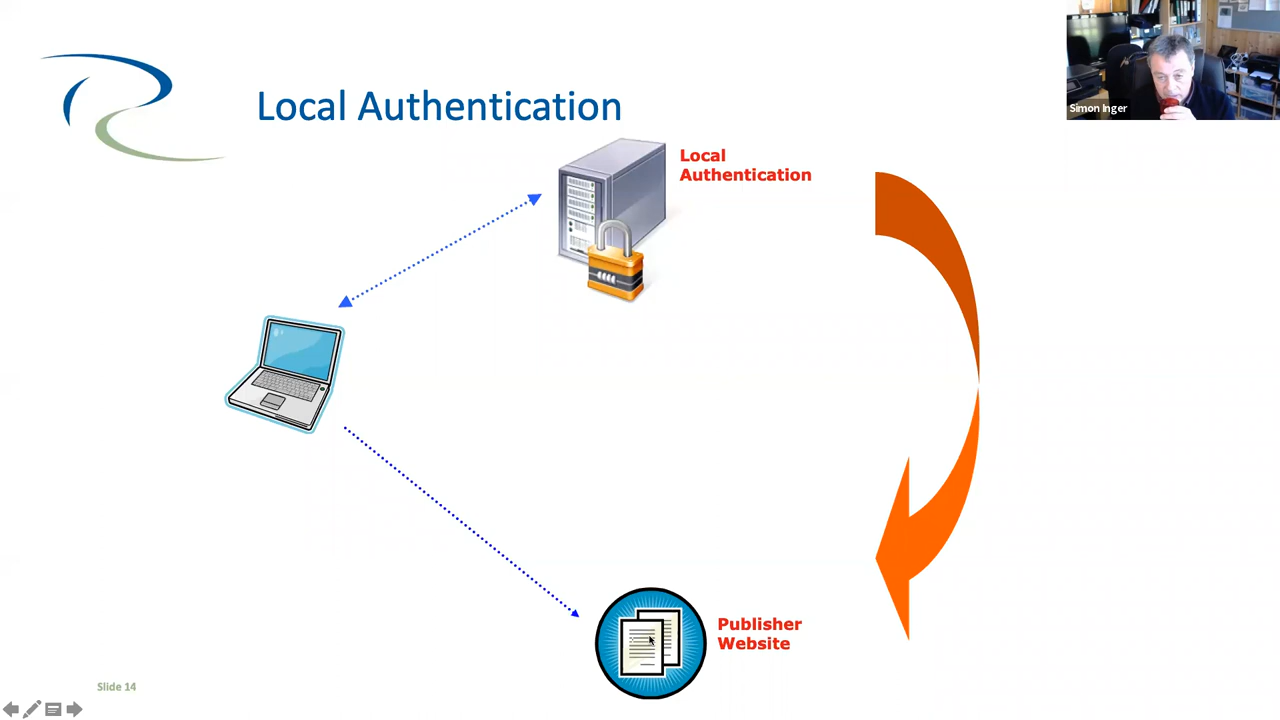 Local Authentication
Simon Inger
Local
Authentication
Publisher
Website
Slide 14